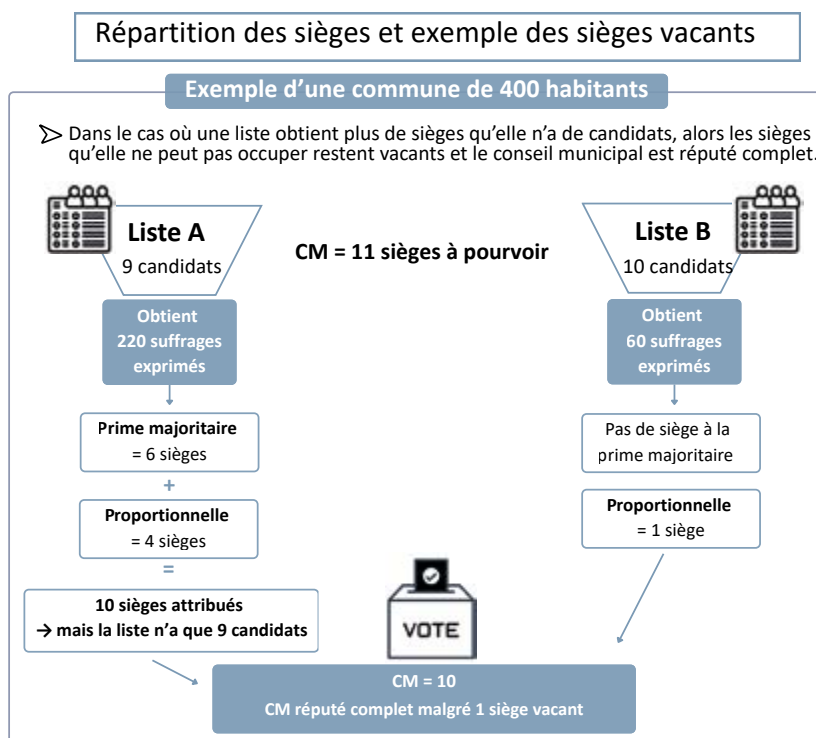 Répartition des sièges et exemple des sièges vacants
Exemple d’une commune de 400 habitants
Dans le cas où une liste obtient plus de sièges qu’elle n’a de candidats, alors les sièges
qu’elle ne peut pas occuper restent vacants et le conseil municipal est réputé complet.
Liste A
9 candidats
CM = 11 sièges à pourvoir
Liste B
10 candidats
Obtient
220 suffrages
exprimés
Obtient
60 suffrages
exprimés
Prime majoritaire
= 6 sièges
Pas de siège à la
prime majoritaire
+
Proportionnelle
= 4 sièges
Proportionnelle
= 1 siège
=
10 sièges attribués
→ mais la liste n’a que 9 candidats
VOTE
CM = 10
CM réputé complet malgré 1 siège vacant